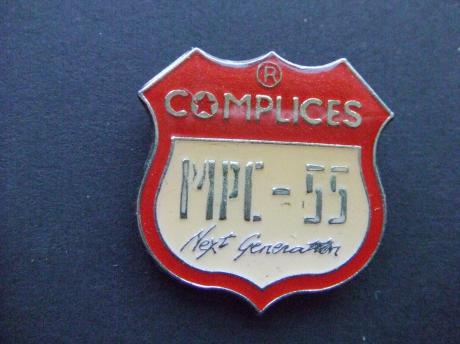 ®
COMPLICES
MPC - 55
Next Generation